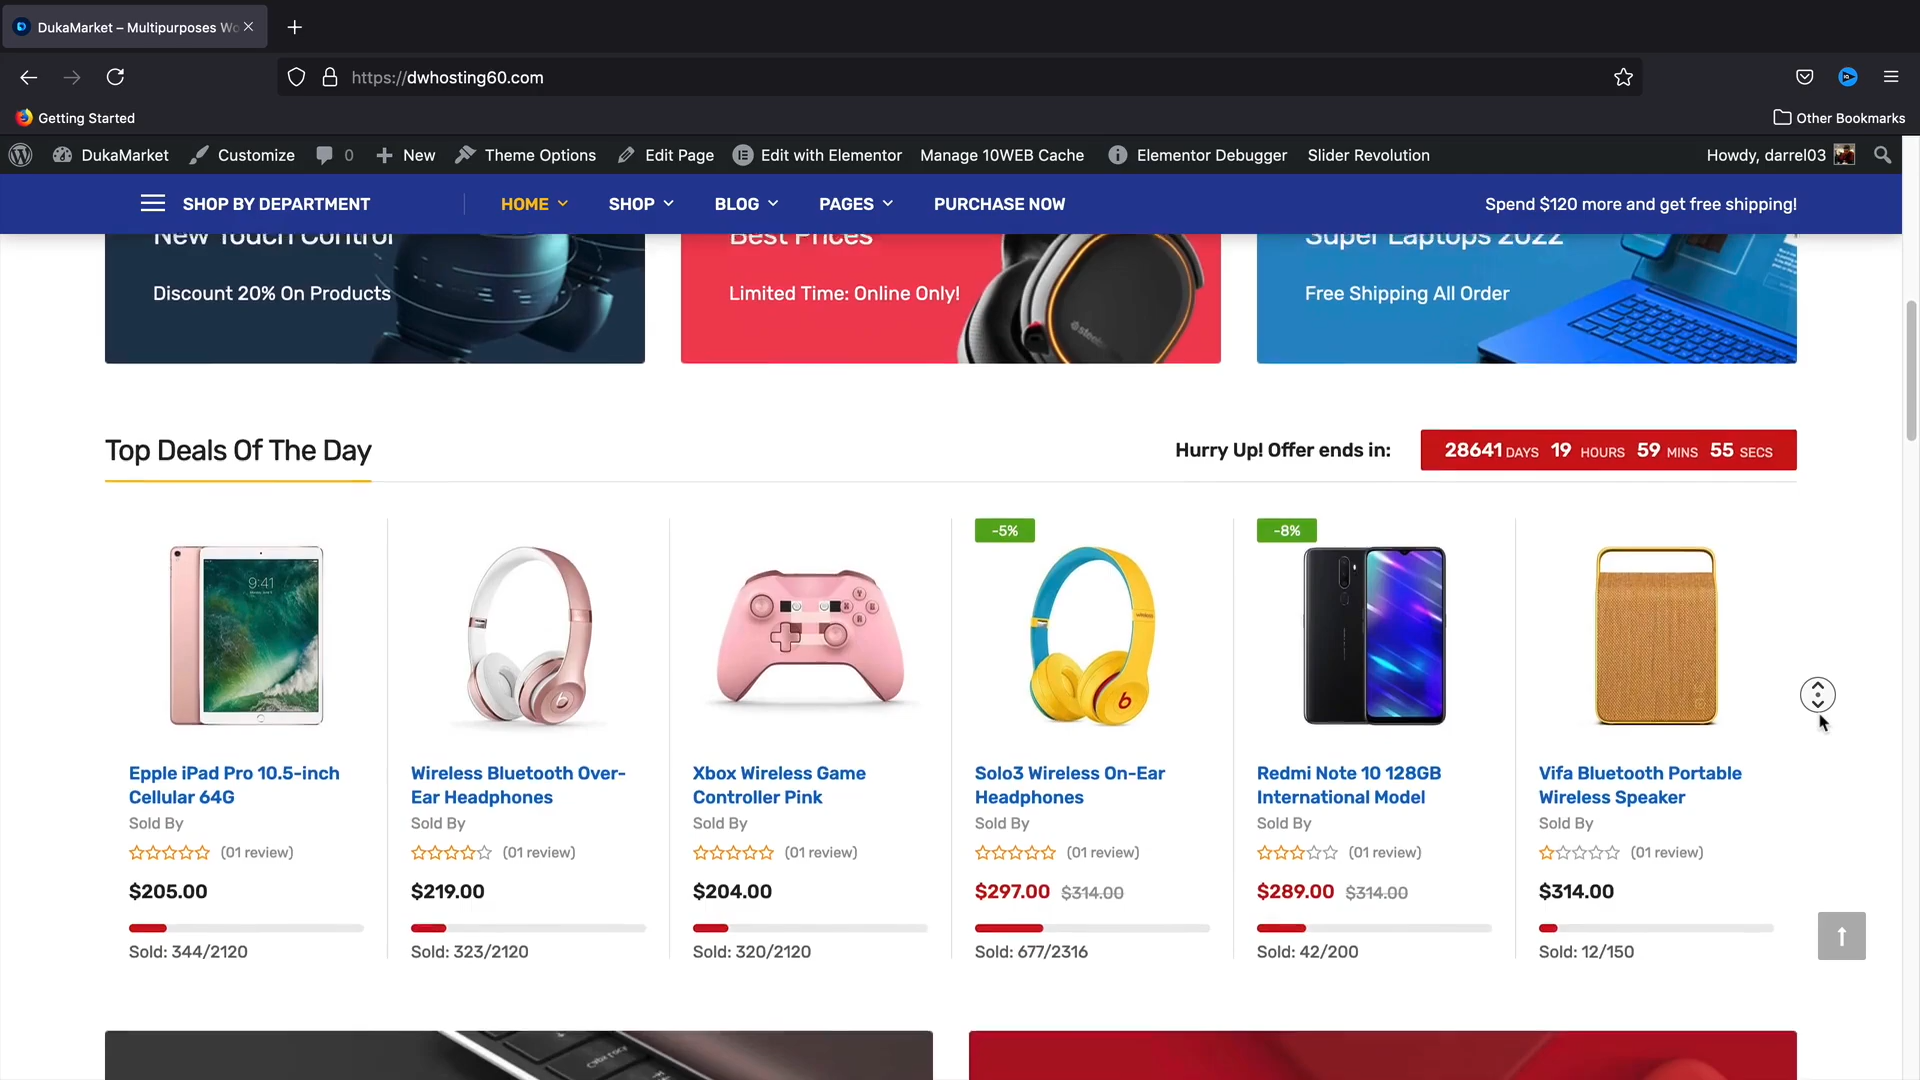 DukaMarket – Multipurposes Wo
https://dwhosting60.com
Getting Started
Other Bookmarks
DukaMarket Customize 0 New Theme Options Edit Page Edit with Elementor Manage 10WEB Cache Elementor Debugger Slider Revolution Howdy, darrel03
SHOP BY DEPARTMENT HOME SHOP BLOG PAGES PURCHASE NOW Spend $120 more and get free shipping!
New Touch Control
Discount 20% On Products
Best Prices
Limited Time: Online Only!
Super Laptops 2022
Free Shipping All Order
Top Deals Of The Day
Hurry Up! Offer ends in: 28641 DAYS 19 HOURS 59 MINS 55 SECS
9:41
Epple iPad Pro 10.5-inch
Cellular 64G
Sold By
(01 review)
$205.00
Sold: 344/2120
Wireless Bluetooth Over-
Ear Headphones
Sold By
(01 review)
$219.00
Sold: 323/2120
Xbox Wireless Game
Controller Pink
Sold By
(01 review)
$204.00
Sold: 320/2120
-5%
Solo3 Wireless On-Ear
Headphones
Sold By
(01 review)
$297.00 $314.00
Sold: 677/2316
-8%
Redmi Note 10 128GB
International Model
Sold By
(01 review)
$289.00 $314.00
Sold: 42/200
Vifa Bluetooth Portable
Wireless Speaker
Sold By
(01 review)
$314.00
Sold: 12/150